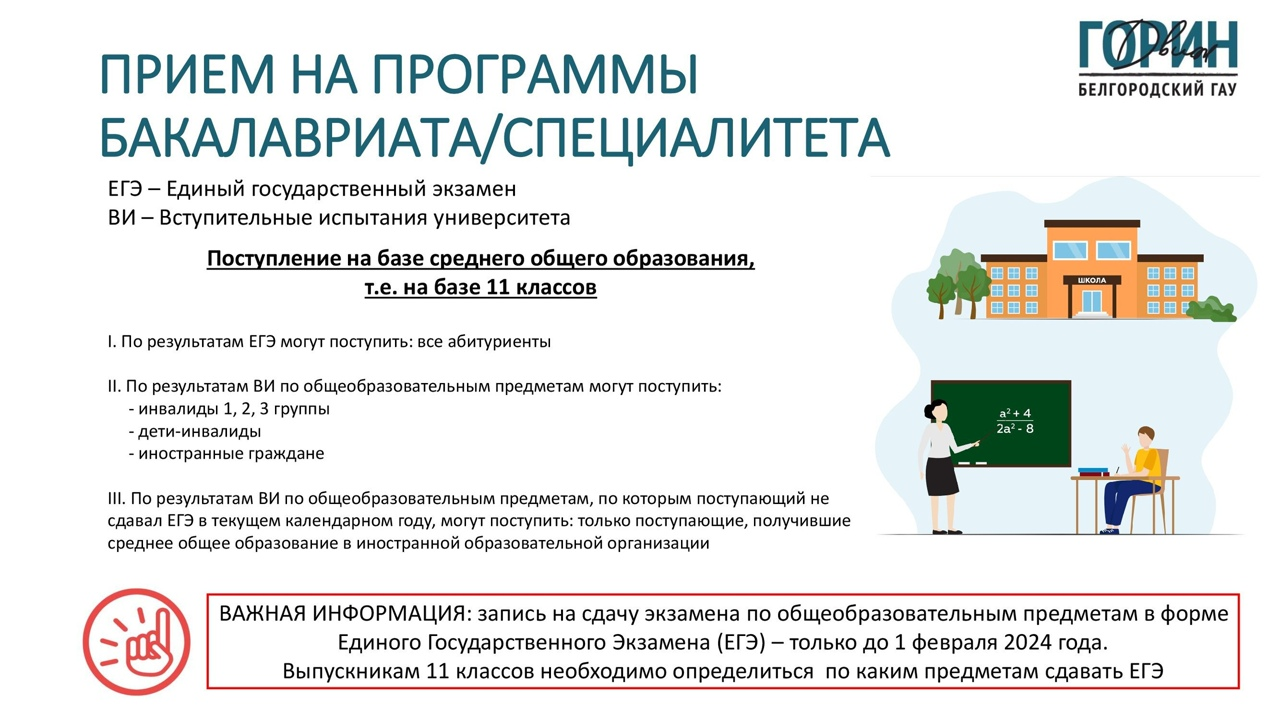 ГОРИН
БЕЛГОРОДСКИЙ ГАУ
ПРИЕМ НА ПРОГРАММЫ
БАКАЛАВРИАТА/СПЕЦИАЛИТЕТА
ЕГЭ – Единый государственный экзамен
ВИ – Вступительные испытания университета
Поступление на базе среднего общего образования,
т.е. на базе 11 классов
I. По результатам ЕГЭ могут поступить: все абитуриенты
II. По результатам ВИ по общеобразовательным предметам могут поступить:
- инвалиды 1, 2, 3 группы
- дети-инвалиды
- иностранные граждане
III. По результатам ВИ по общеобразовательным предметам, по которым поступающий не
сдавал ЕГЭ в текущем календарном году, могут поступить: только поступающие, получившие
среднее общее образование в иностранной образовательной организации
ШКОЛА
a² + 4
2a² - 8
ВАЖНАЯ ИНФОРМАЦИЯ: запись на сдачу экзамена по общеобразовательным предметам в форме
Единого Государственного Экзамена (ЕГЭ) – только до 1 февраля 2024 года.
Выпускникам 11 классов необходимо определиться  по каким предметам сдавать ЕГЭ